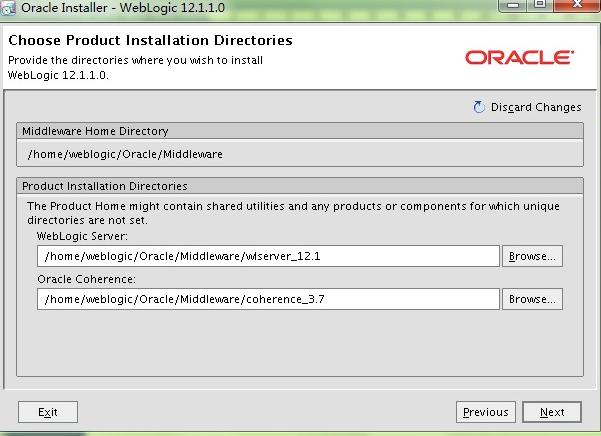 Oracle Installer - WebLogic 12.1.1.0
Choose Product Installation Directories
Provide the directories where you wish to install
WebLogic 12.1.1.0.
ORACLE
Discard Changes
Middleware Home Directory
/home/weblogic/Oracle/Middleware
Product Installation Directories
The Product Home might contain shared utilities and any products or components for which unique
directories are not set.
WebLogic Server:
/home/weblogic/Oracle/Middleware/wlserver_12.1
Browse...
Oracle Coherence:
/home/weblogic/Oracle/Middleware/coherence_3.7
Browse...
Exit
Previous
Next